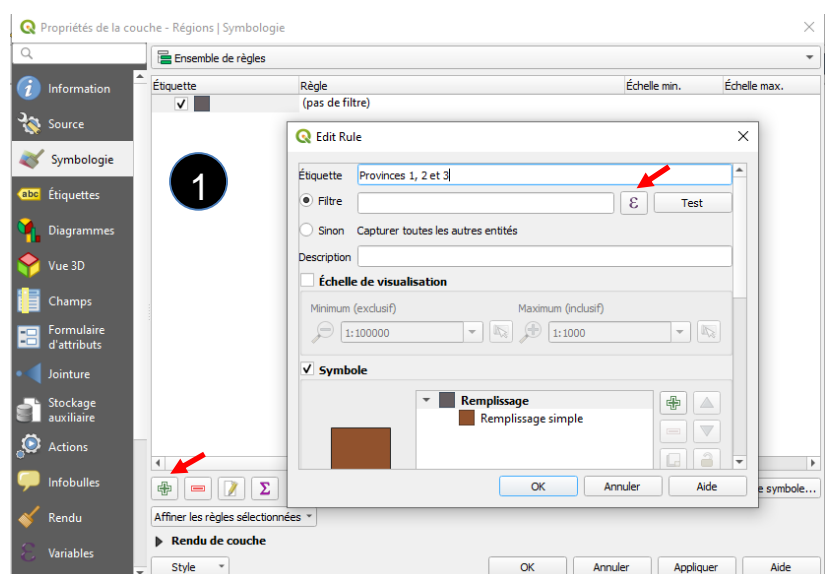 Propriétés de la couche - Régions | Symbologie
Ensemble de règles
Information
Source
Symbologie
abc Étiquettes
Diagrammes
Vue 3D
Champs
Formulaire
d'attributs
Jointure
Stockage
auxiliaire
Actions
Infobulles
Rendu
Variables
Étiquette Règle Échelle min. Échelle max.
(pas de filtre)
1
Edit Rule
Étiquette Provinces 1, 2 et 3
Filtre ε Test
Sinon Capturer toutes les autres entités
Description
Échelle de visualisation
Minimum (exclusif) Maximum (inclusif)
1:100000 1:1000
Symbole
Remplissage
Remplissage simple
OK Annuler Aide
Σ e symbole...
Affiner les règles sélectionnées
Rendu de couche
Style OK Annuler Appliquer Aide